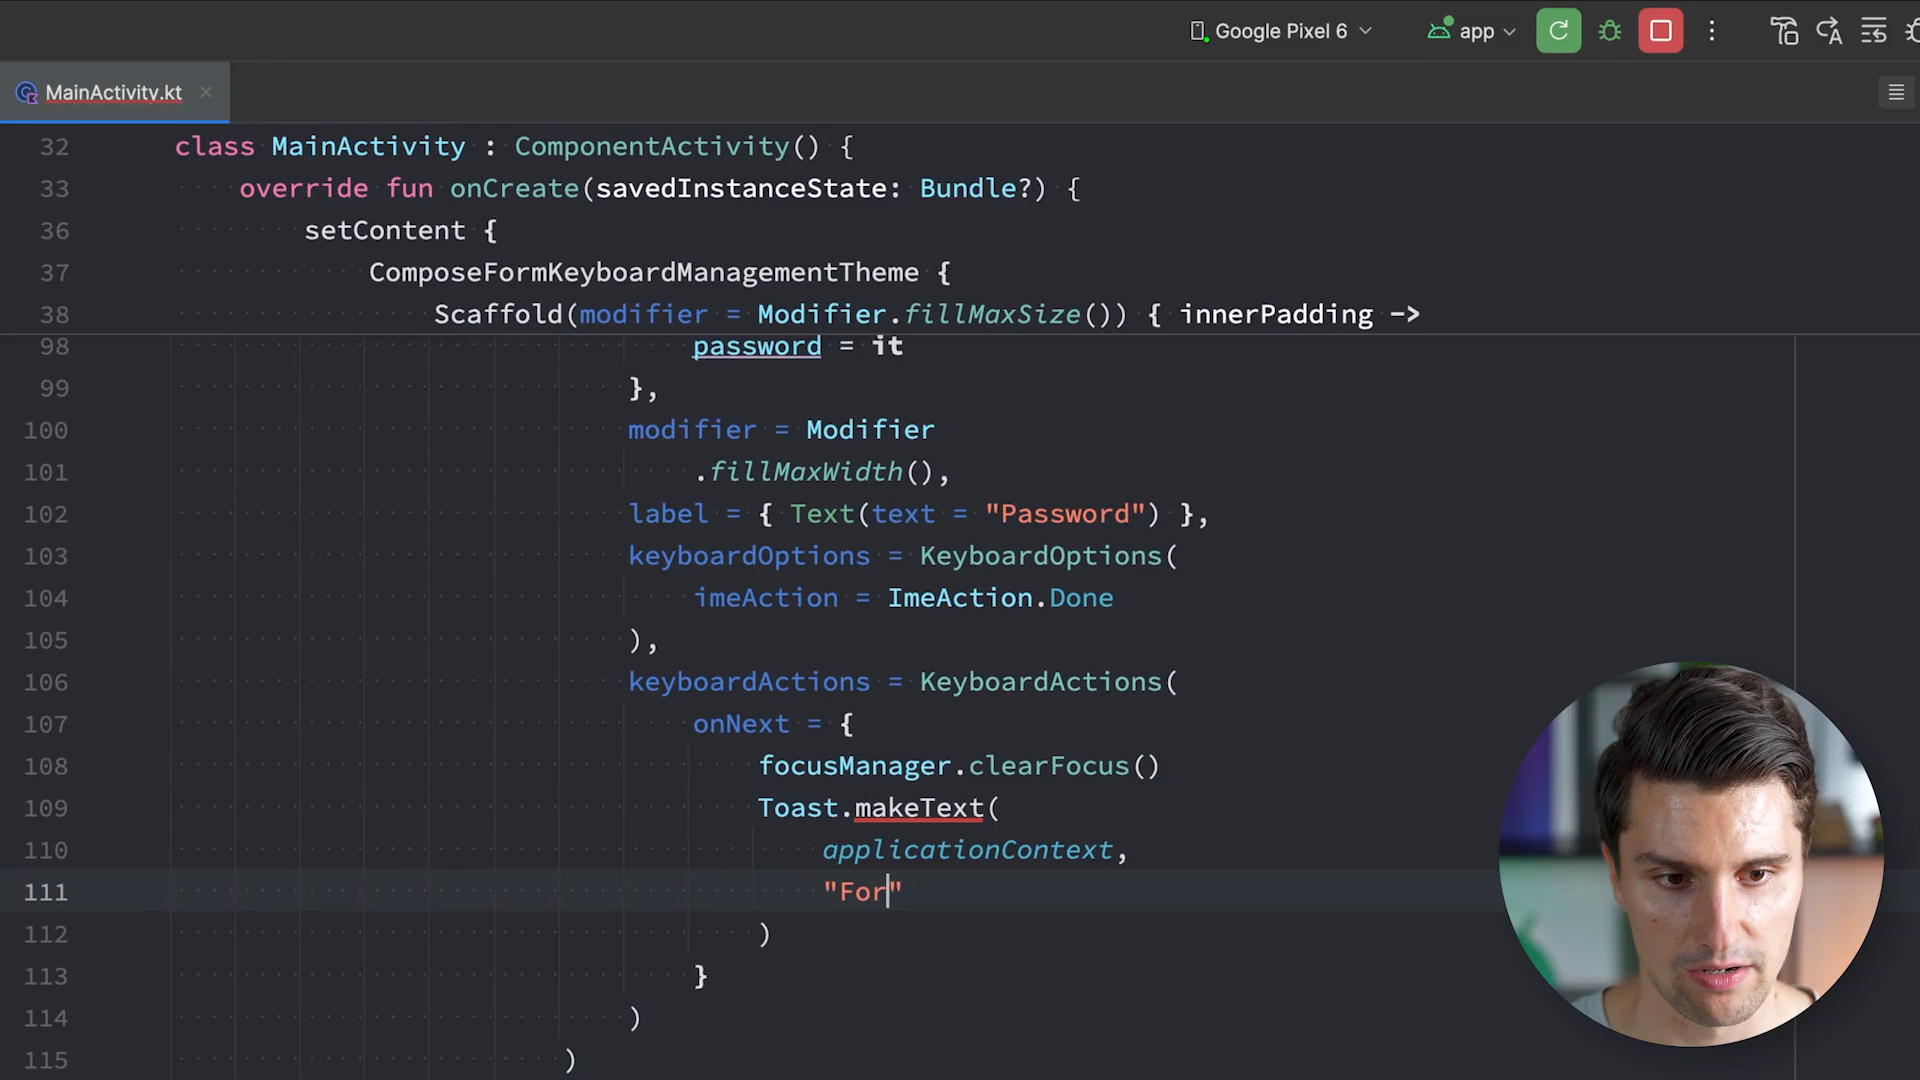 Google Pixel 6 app
MainActivity.kt
32 class MainActivity : ComponentActivity() {
33 override fun onCreate(savedInstanceState: Bundle?) {
36 setContent {
37 ComposeFormKeyboardManagementTheme {
38 Scaffold(modifier = Modifier.fillMaxSize()) { innerPadding ->
98 password = it
99 },
100 modifier = Modifier
101 .fillMaxWidth(),
102 label = { Text(text = "Password") },
103 keyboardOptions = KeyboardOptions(
104 imeAction = ImeAction.Done
105 ),
106 keyboardActions = KeyboardActions(
107 onNext = {
108 focusManager.clearFocus()
109 Toast.makeText(
110 applicationContext,
111 "For"
112 )
113 }
114 )
115 )